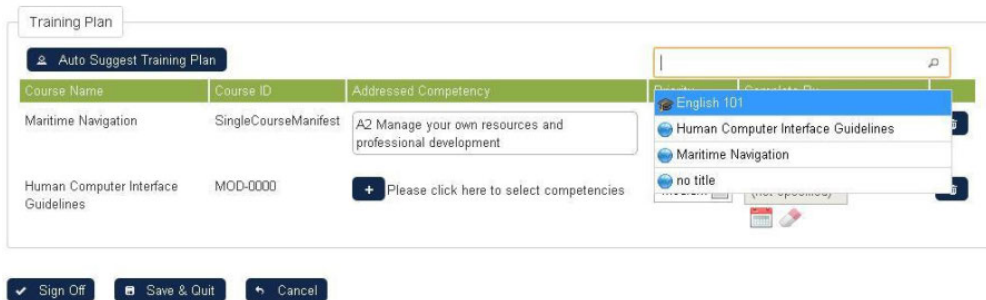 Training Plan
Auto Suggest Training Plan
Course Name Course ID Addressed Competency
English 101
Maritime Navigation SingleCourseManifest A2 Manage your own resources and
professional development
Human Computer Interface Guidelines
Maritime Navigation
no title
Human Computer Interface
Guidelines
MOD-0000 Please click here to select competencies
Sign Off Save & Quit Cancel